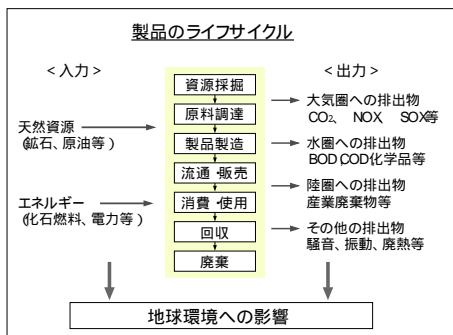 製品のライフサイクル
<入力>
天然資源
(鉱石、原油等)
エネルギー
(化石燃料、電力等)
資源採掘
原料調達
製品製造
流通・販売
消費・使用
回収
廃棄
<出力>
大気圏への排出物
CO₂、 NOX、 SOX等
水圏への排出物
BOD,COD化学品等
陸圏への排出物
産業廃棄物等
その他の排出物
騒音、振動、廃熱等
地球環境への影響